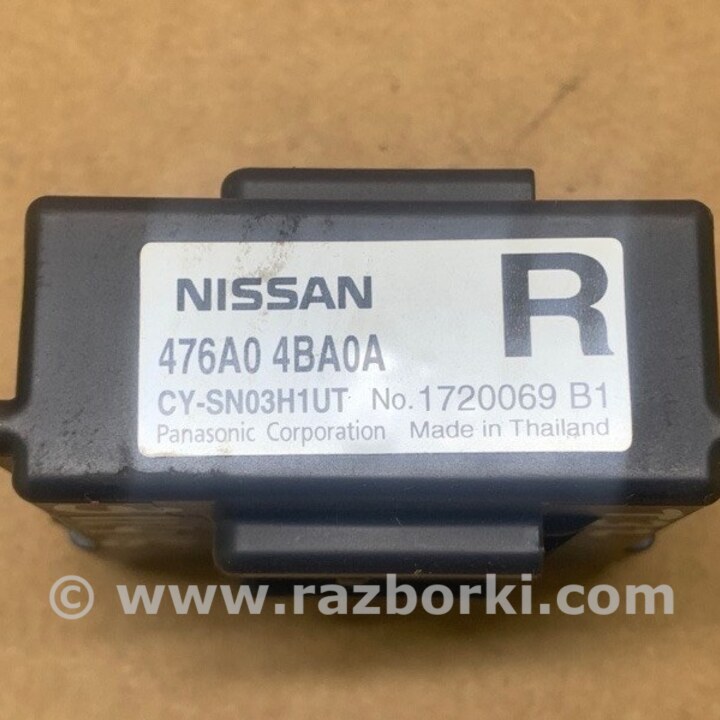 NISSAN R
476A0 4BA0A
CY-SN03H1UT No.1720069 B1
Panasonic Corporation Made in Thailand
© www.razborki.com